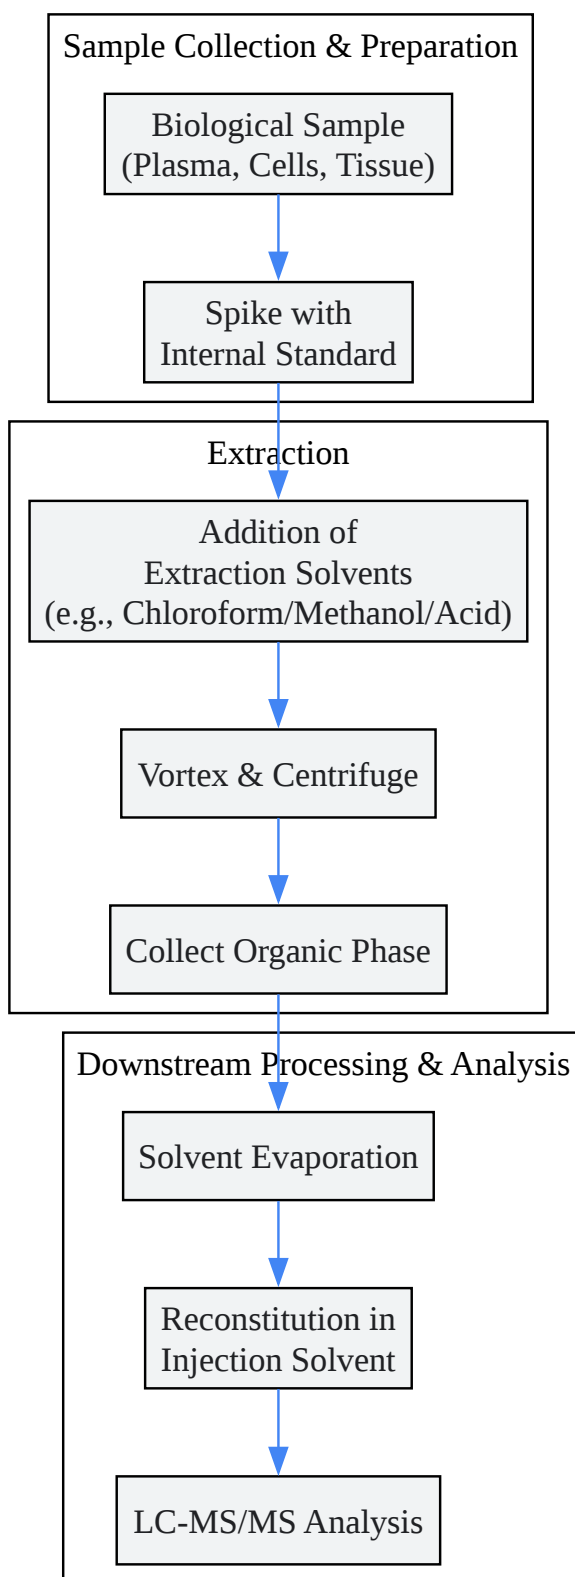 Sample Collection & Preparation
Biological Sample
(Plasma, Cells, Tissue)
Spike with
Internal Standard
Extraction
Addition of
Extraction Solvents
(e.g., Chloroform/Methanol/Acid)
Vortex & Centrifuge
Collect Organic Phase
Downstream Processing & Analysis
Solvent Evaporation
Reconstitution in
Injection Solvent
LC-MS/MS Analysis